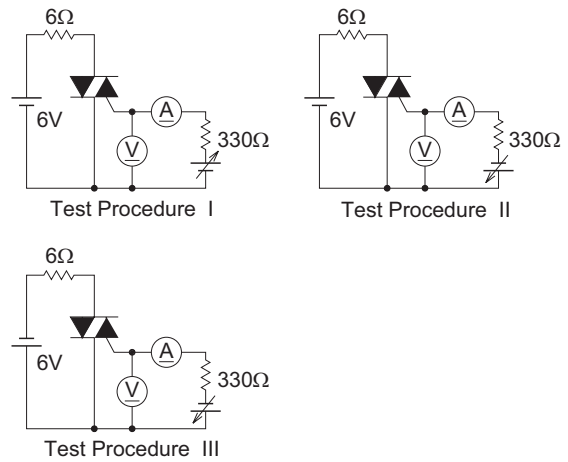 6Ω
6V
A
V
330Ω
Test Procedure I
6Ω
6V
A
V
330Ω
Test Procedure II
6Ω
6V
A
V
330Ω
Test Procedure III